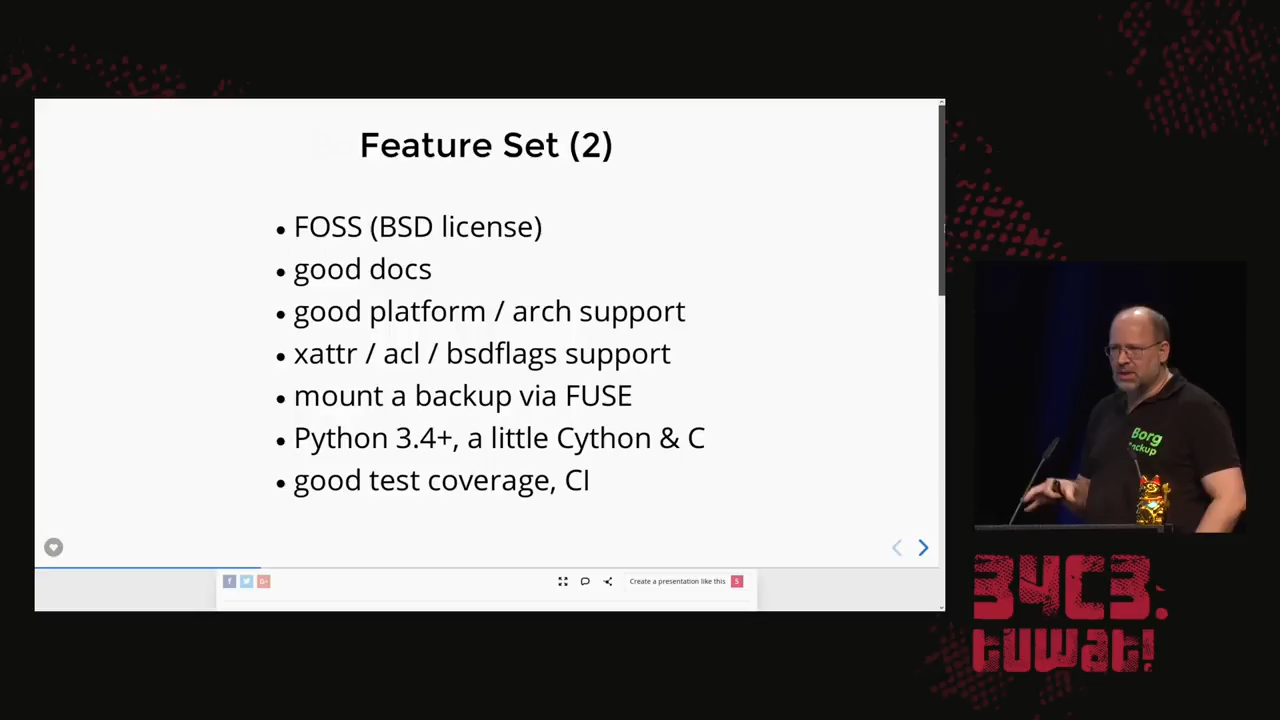 Feature Set (2)
• FOSS (BSD license)
• good docs
• good platform / arch support
• xattr / acl / bsdflags support
• mount a backup via FUSE
• Python 3.4+, a little Cython & C
• good test coverage, CI
Create a presentation like this
S
Borg
34C3.
tuwat!